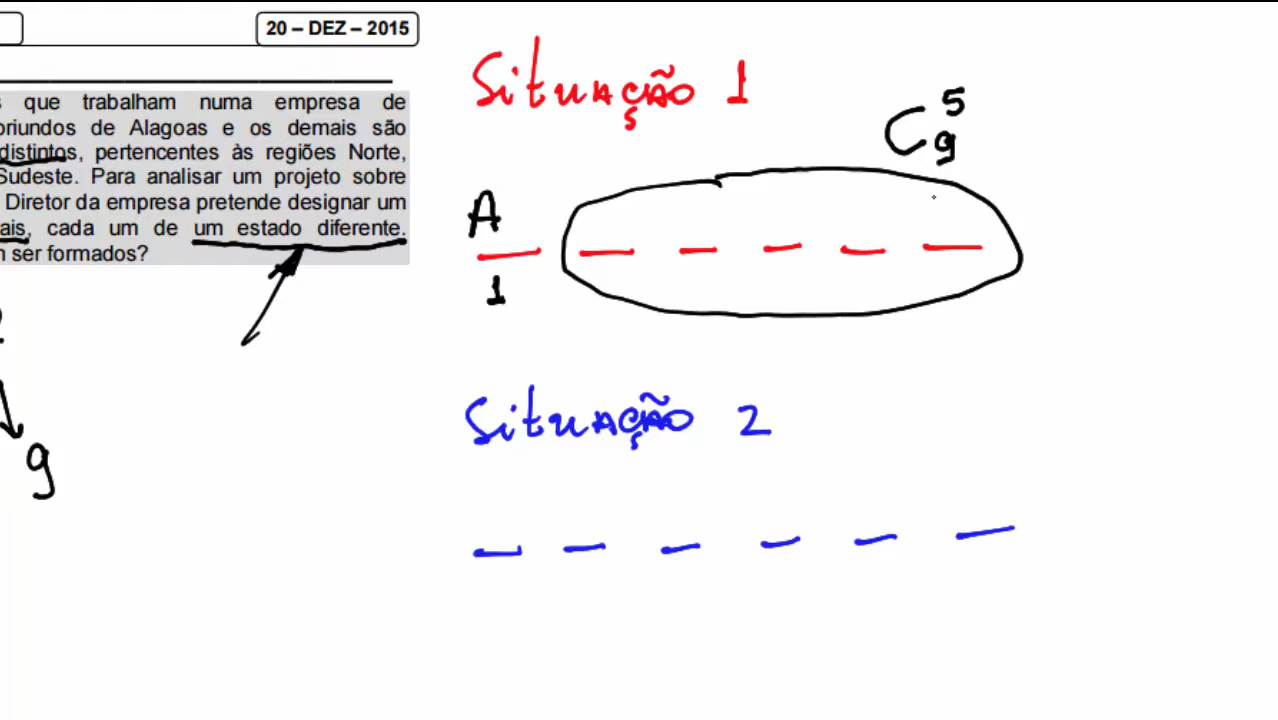 20 – DEZ – 2015
que trabalham numa empresa de
de Alagoas e os demais são
distintos, pertencentes às regiões Norte,
Sudeste. Para analisar um projeto sobre
Diretor da empresa pretende designar um
cada um de um estado diferente.
ser formados?
Situação 1
C 5
9
A
1
9
Situação 2